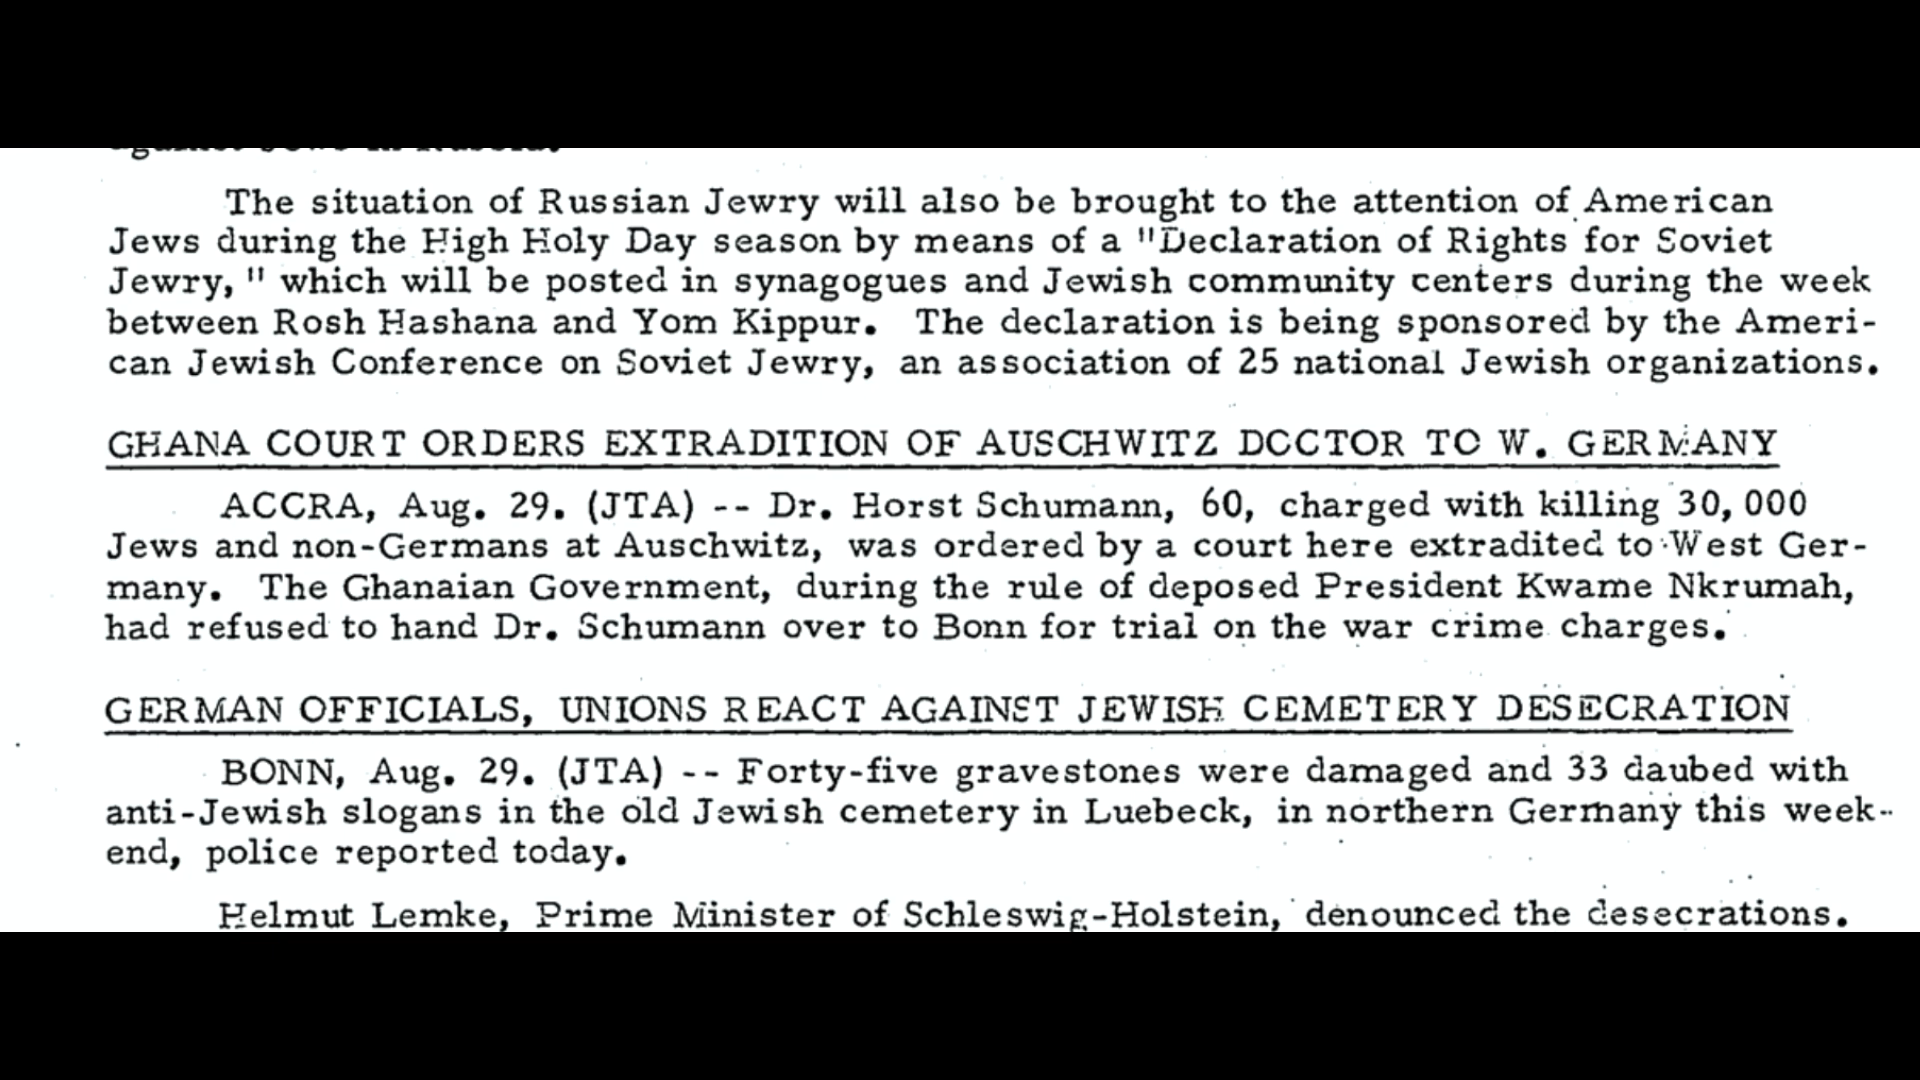 The situation of Russian Jewry will also be brought to the attention of American
Jews during the High Holy Day season by means of a "Declaration of Rights for Soviet
Jewry," which will be posted in synagogues and Jewish community centers during the week
between Rosh Hashana and Yom Kippur. The declaration is being sponsored by the Ameri-
can Jewish Conference on Soviet Jewry, an association of 25 national Jewish organizations.
GHANA COURT ORDERS EXTRADITION OF AUSCHWITZ DOCTOR TO W. GERMANY
ACCRA, Aug. 29. (JTA) -- Dr. Horst Schumann, 60, charged with killing 30,000
Jews and non-Germans at Auschwitz, was ordered by a court here extradited to West Ger-
many. The Ghanaian Government, during the rule of deposed President Kwame Nkrumah,
had refused to hand Dr. Schumann over to Bonn for trial on the war crime charges.
GERMAN OFFICIALS, UNIONS REACT AGAINST JEWISH CEMETERY DESECRATION
BONN, Aug. 29. (JTA) -- Forty-five gravestones were damaged and 33 daubed with
anti-Jewish slogans in the old Jewish cemetery in Luebeck, in northern Germany this week-
end, police reported today.
Helmut Lemke, Prime Minister of Schleswig-Holstein, denounced the desecrations.